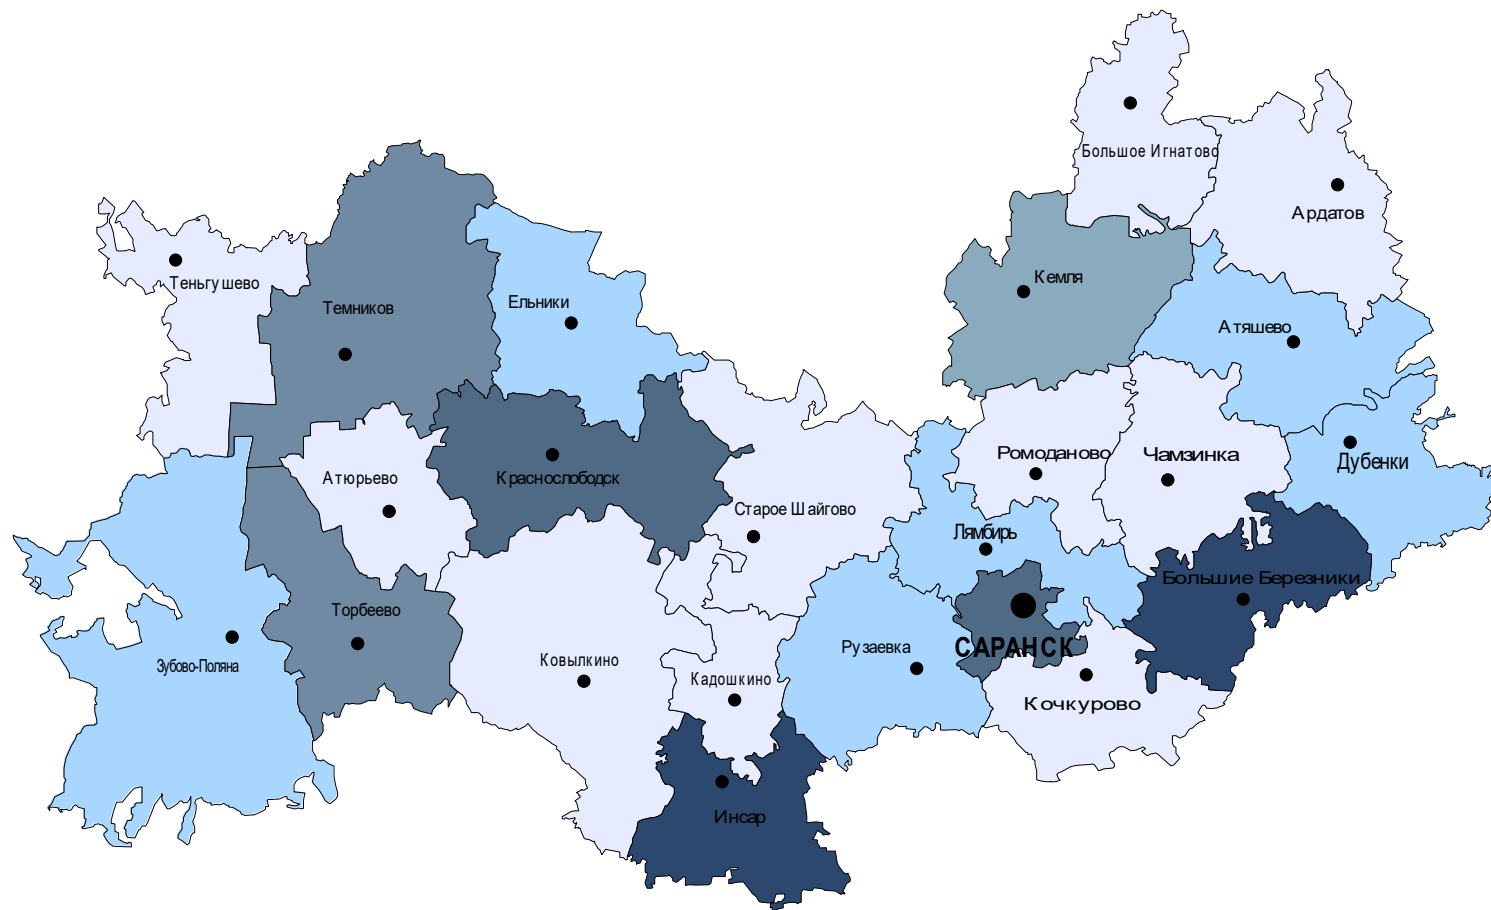 Большое Игнатово
Ардатов
Кемля
Теньгушево
Темников
Ельники
Атяшево
Ромоданово
Чамзинка
Дубенки
Атюрьево
Краснослободск
Старое Шайгово
Лямбирь
Большие Березники
Торбеево
САРАНСК
Рузаевка
Зубово-Поляна
Ковылкино
Кадошкино
Кочкурово
Инсар